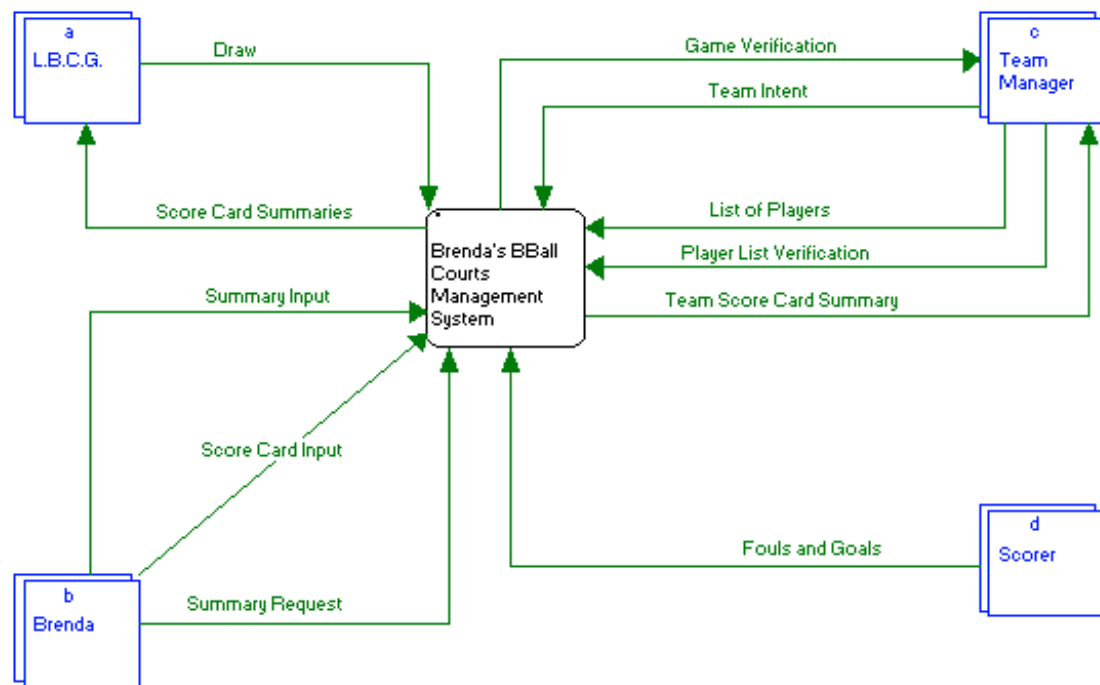 a
L.B.C.G.
Draw
Game Verification
c
Team
Manager
Team Intent
Score Card Summaries
List of Players
Brenda's BBall
Courts
Management
System
Player List Verification
Summary Input
Team Score Card Summary
Score Card Input
d
Scorer
Fouls and Goals
b
Brenda
Summary Request